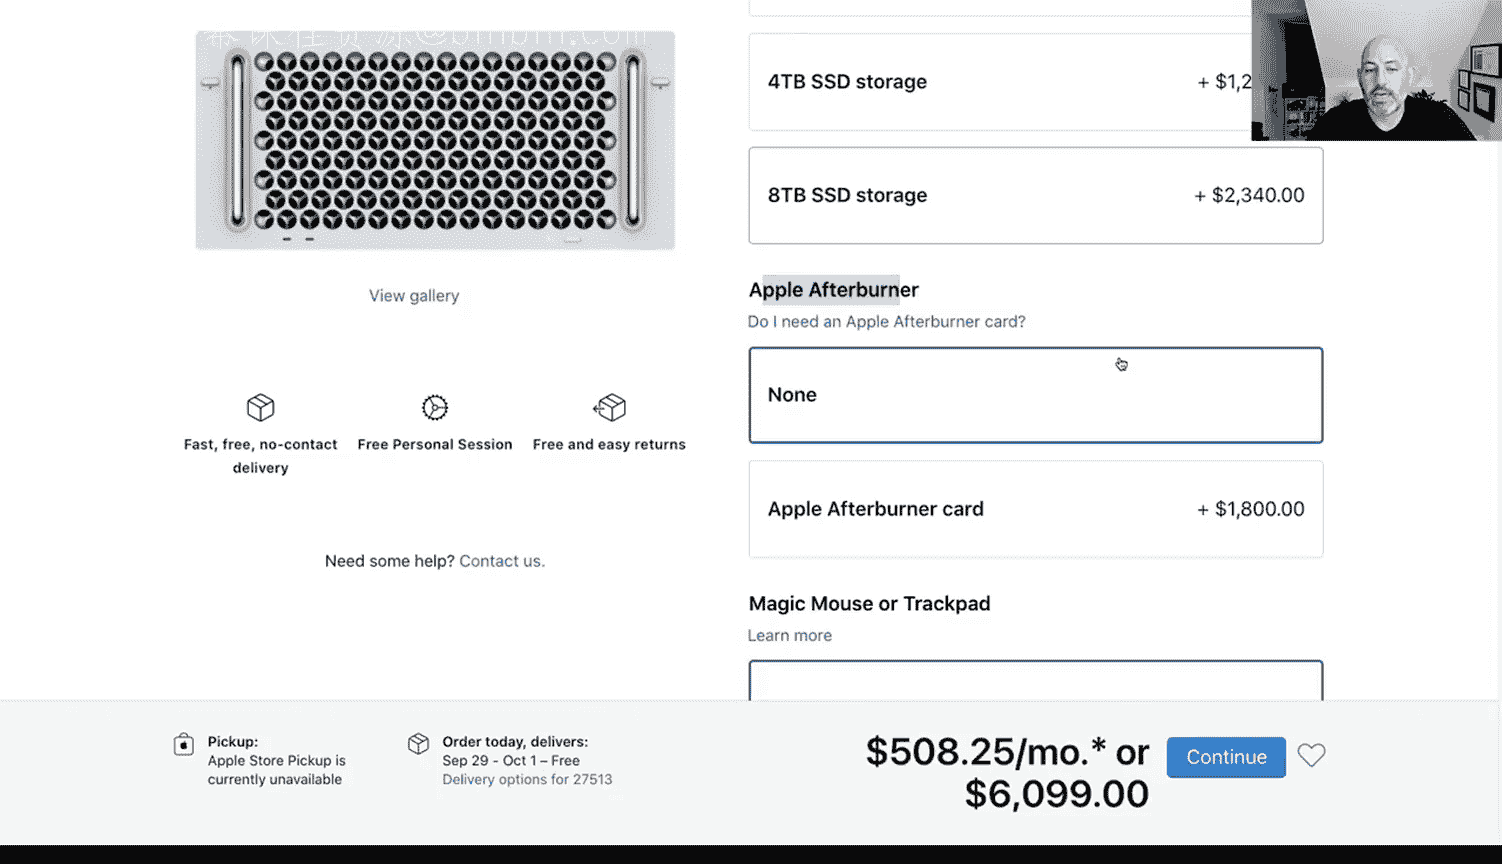 4TB SSD storage
+ $1,2
8TB SSD storage
+ $2,340.00
View gallery
Apple Afterburner
Do I need an Apple Afterburner card?
None
Fast, free, no-contact
delivery
Free Personal Session
Free and easy returns
Apple Afterburner card
+ $1,800.00
Need some help? Contact us.
Magic Mouse or Trackpad
Learn more
Pickup:
Apple Store Pickup is
currently unavailable
Order today, delivers:
Sep 29 - Oct 1 – Free
Delivery options for 27513
$508.25/mo.* or
$6,099.00
Continue